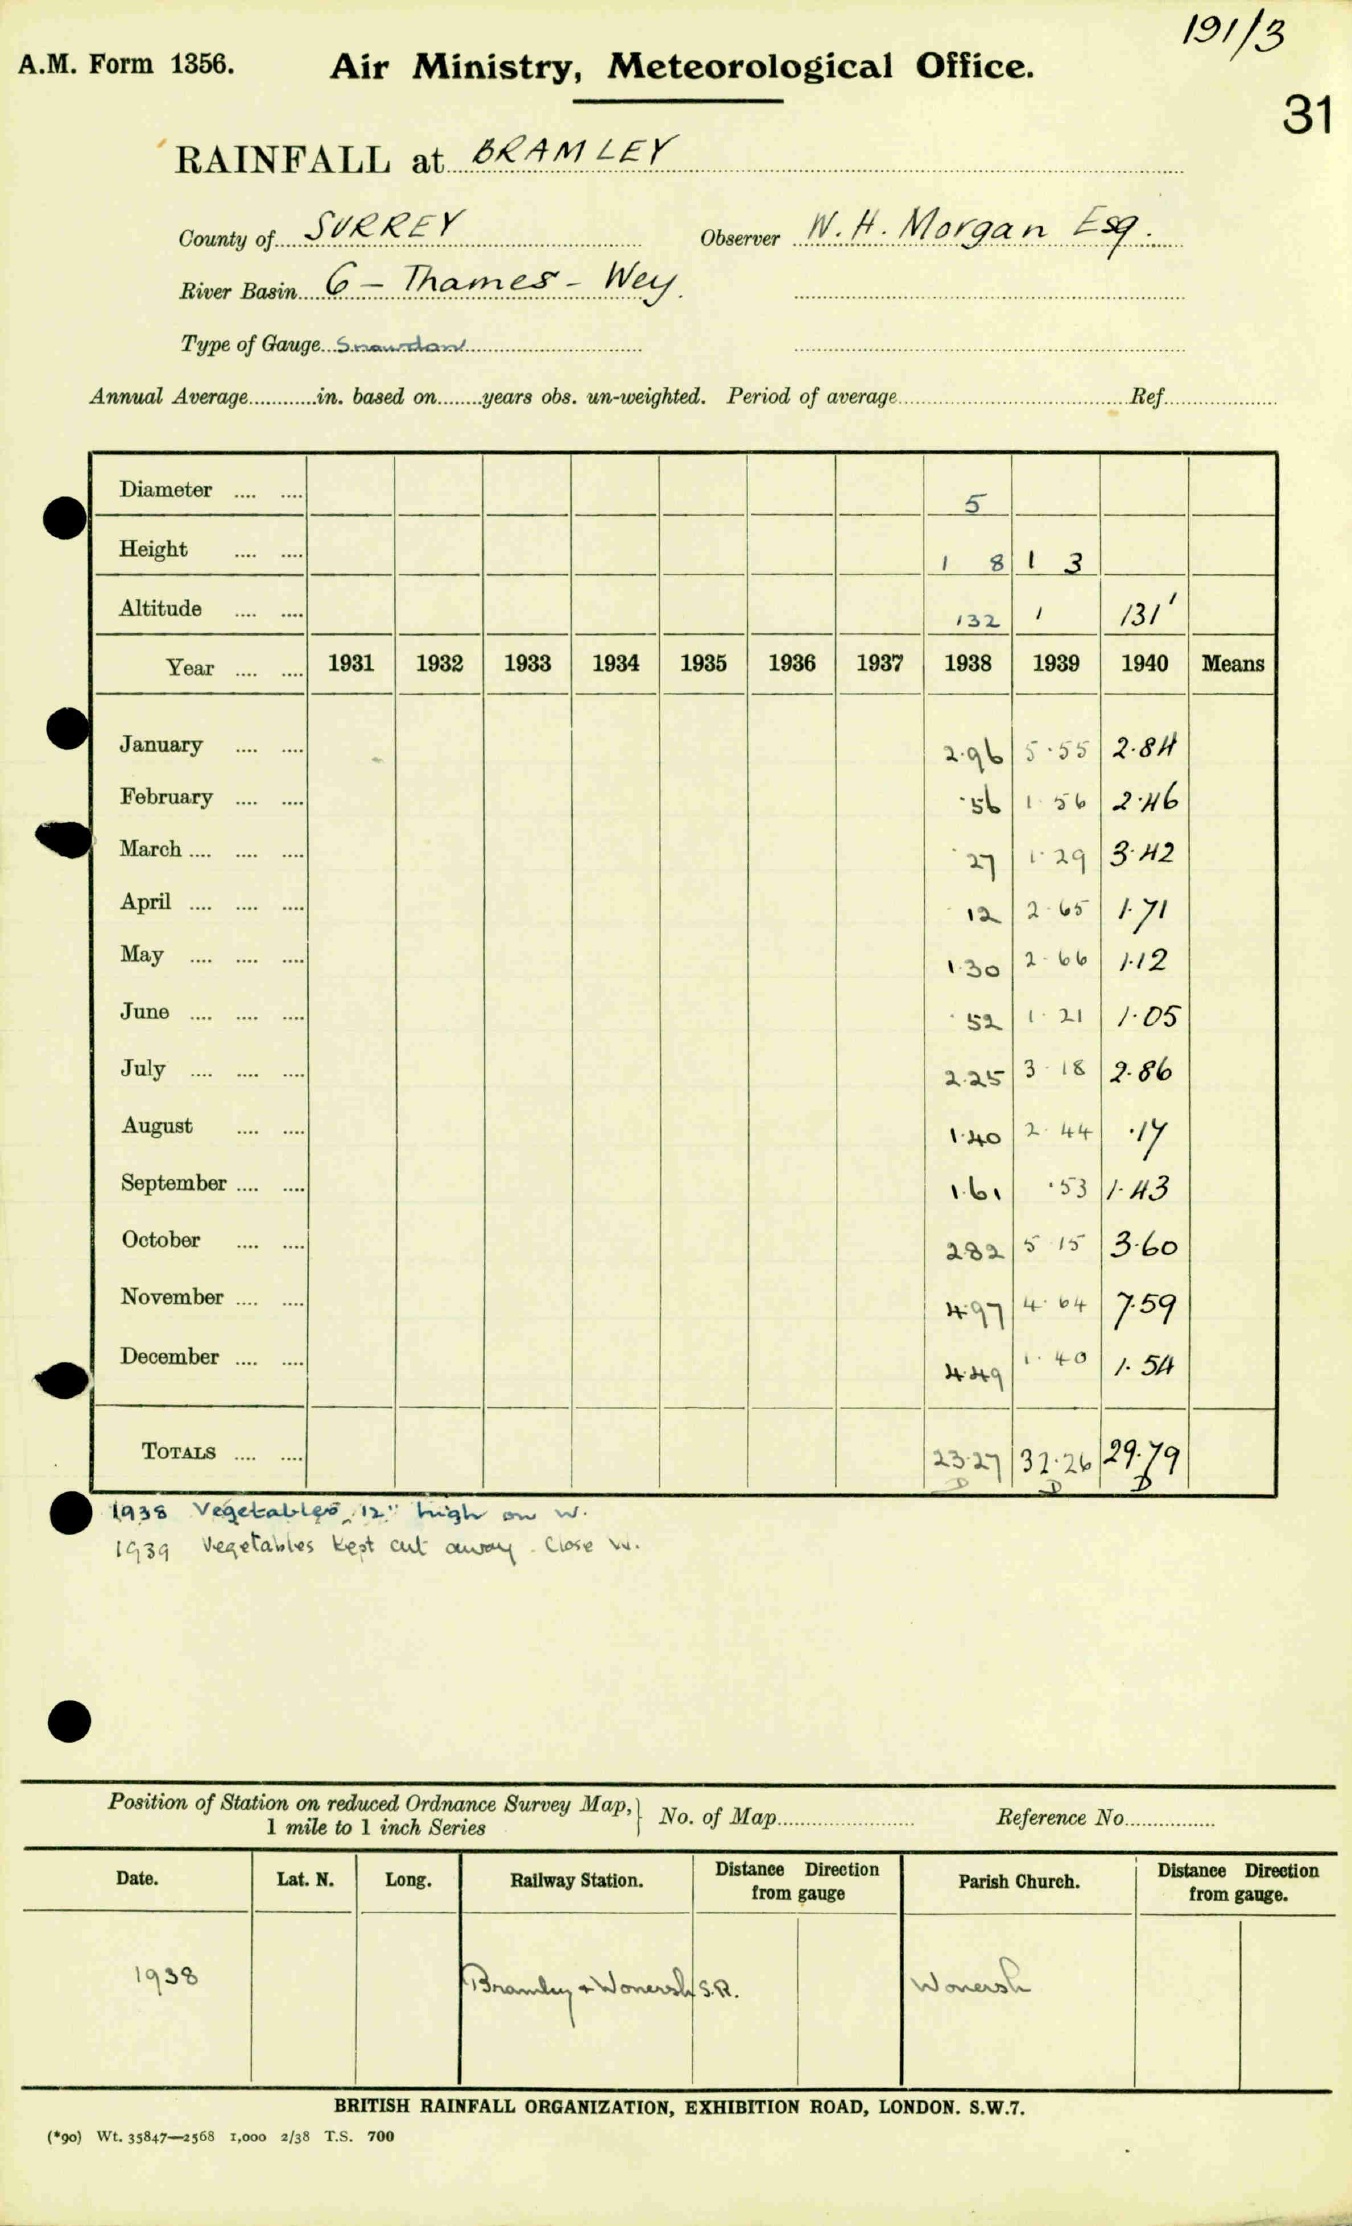 191/3
A.M. Form 1356. Air Ministry, Meteorological Office.
31
RAINFALL at BRAMLEY
County of SURREY Observer W. H. Morgan Esq.
River Basin 6 - Thames - Wey.
Type of Gauge Snowdon
Annual Average............in. based on........years obs. un-weighted. Period of average.................... Ref..............
Diameter .... .... 5
Height .... .... 1 8 1 3
Altitude .... .... 132 1 131'
Year .... .... 1931 1932 1933 1934 1935 1936 1937 1938 1939 1940 Means
January .... .... 2.96 5.55 2.84
February .... .... .56 1.56 2.46
March .... .... .... .27 1.29 3.42
April .... .... .... .12 2.65 1.71
May .... .... .... 1.30 2.66 1.12
June .... .... .... .52 1.21 1.05
July .... .... .... 2.25 3.18 2.86
August .... .... 1.40 2.44 .17
September .... .... 1.61 .53 1.43
October .... .... 2.82 5.15 3.60
November .... .... 4.97 4.64 7.59
December .... .... 4.49 1.40 1.54
TOTALS .... .... 23.27 32.26 29.79
D D D
1938 Vegetables 12" high on W.
1939 Vegetables kept cut away. Close W.
Position of Station on reduced Ordnance Survey Map, } No. of Map.............. Reference No..............
1 mile to 1 inch Series
Date. Lat. N. Long. Railway Station. Distance Direction from gauge Parish Church. Distance Direction from gauge.
1938 Bramley & Wonersh S.R. Wonersh
BRITISH RAINFALL ORGANIZATION, EXHIBITION ROAD, LONDON. S.W.7.
(*90) Wt. 35847—2568 1,000 2/38 T.S. 700